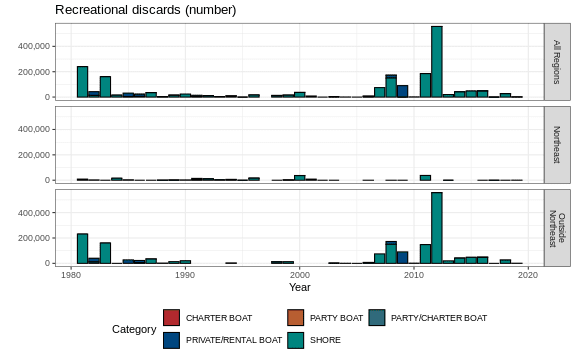 Recreational discards (number)
400,000
200,000
0
All Regions
400,000
200,000
0
Northeast
400,000
200,000
0
Outside
Northeast
1980
1990
2000
2010
2020
Year
Category
CHARTER BOAT
PARTY BOAT
PARTY/CHARTER BOAT
PRIVATE/RENTAL BOAT
SHORE